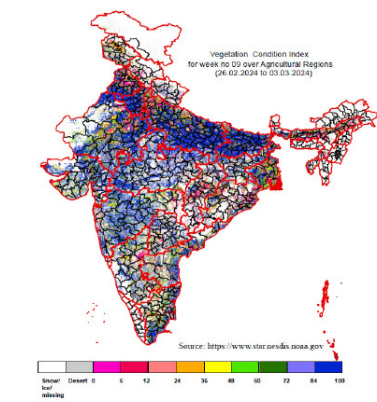 Vegetation Condition Index
for week no 09 over Agricultural Regions
(26.02.2024 to 03.03.2024)
Source: https://www.star.nesdis.noaa.gov
Snow/ Desert 0 6 12 24 36 48 60 72 84 100
Ice/
missing